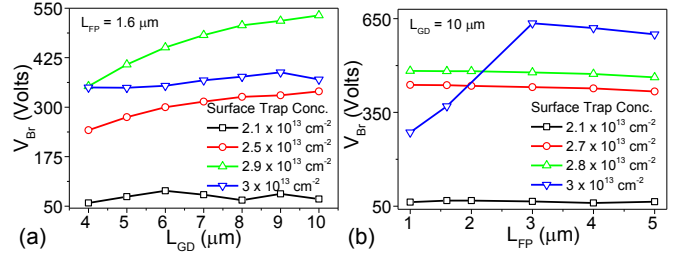 550
425
300
175
50
V_Br (Volts)
L_FP = 1.6 μm
Surface Trap Conc.
2.1 x 10^13 cm^-2
2.5 x 10^13 cm^-2
2.9 x 10^13 cm^-2
3 x 10^13 cm^-2
4 5 6 7 8 9 10
(a) L_GD (μm)
650
350
50
V_Br (Volts)
L_GD = 10 μm
Surface Trap Conc.
2.1 x 10^13 cm^-2
2.7 x 10^13 cm^-2
2.8 x 10^13 cm^-2
3 x 10^13 cm^-2
1 2 3 4 5
(b) L_FP (μm)